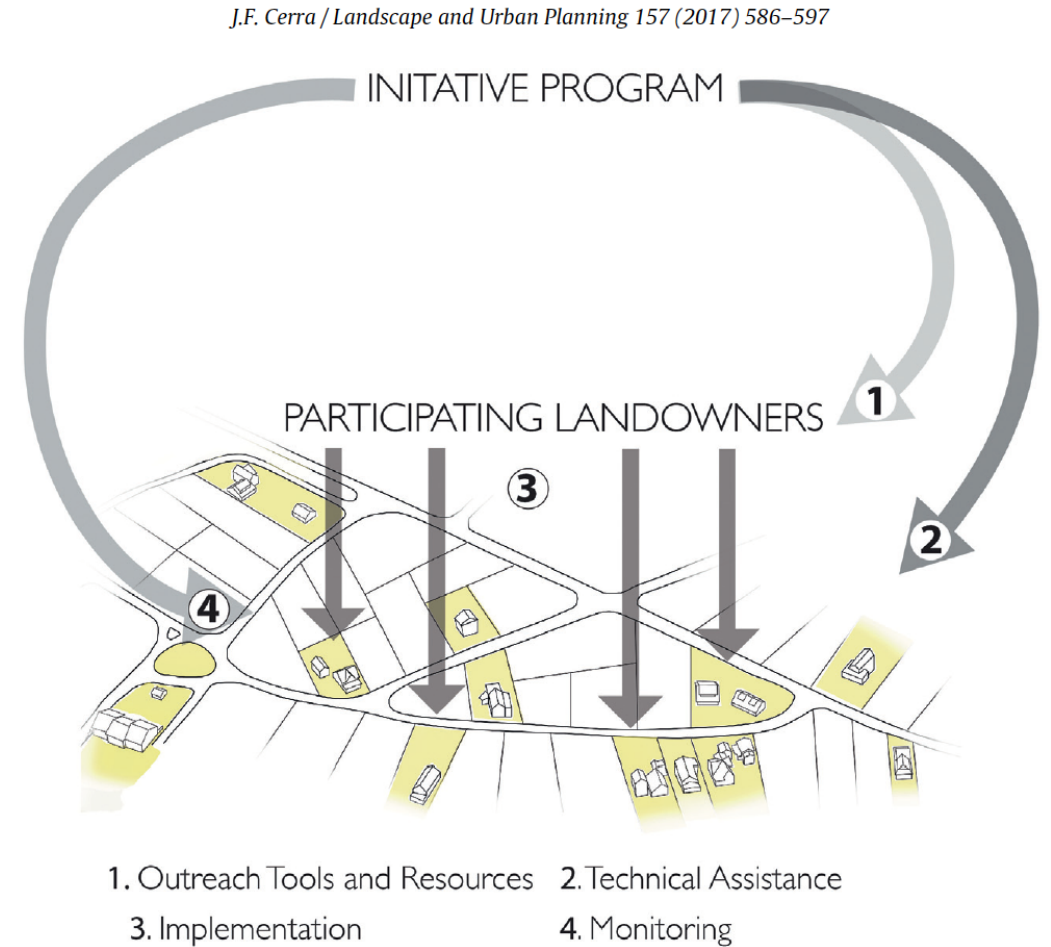 J.F. Cerra / Landscape and Urban Planning 157 (2017) 586–597
INITATIVE PROGRAM
1
PARTICIPATING LANDOWNERS
3
2
4
1. Outreach Tools and Resources 2. Technical Assistance
3. Implementation 4. Monitoring